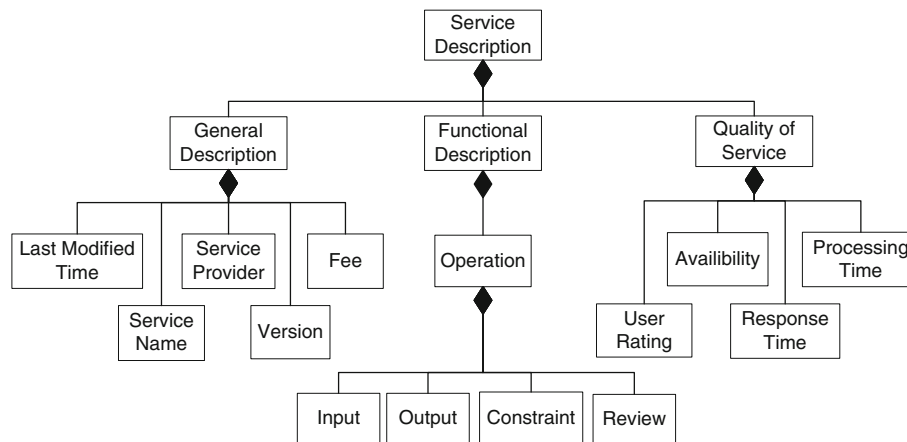 Service
Description
General
Description
Functional
Description
Quality of
Service
Last Modified
Time
Service
Provider
Fee
Operation
Availibility
Processing
Time
Service
Name
Version
User
Rating
Response
Time
Input
Output
Constraint
Review